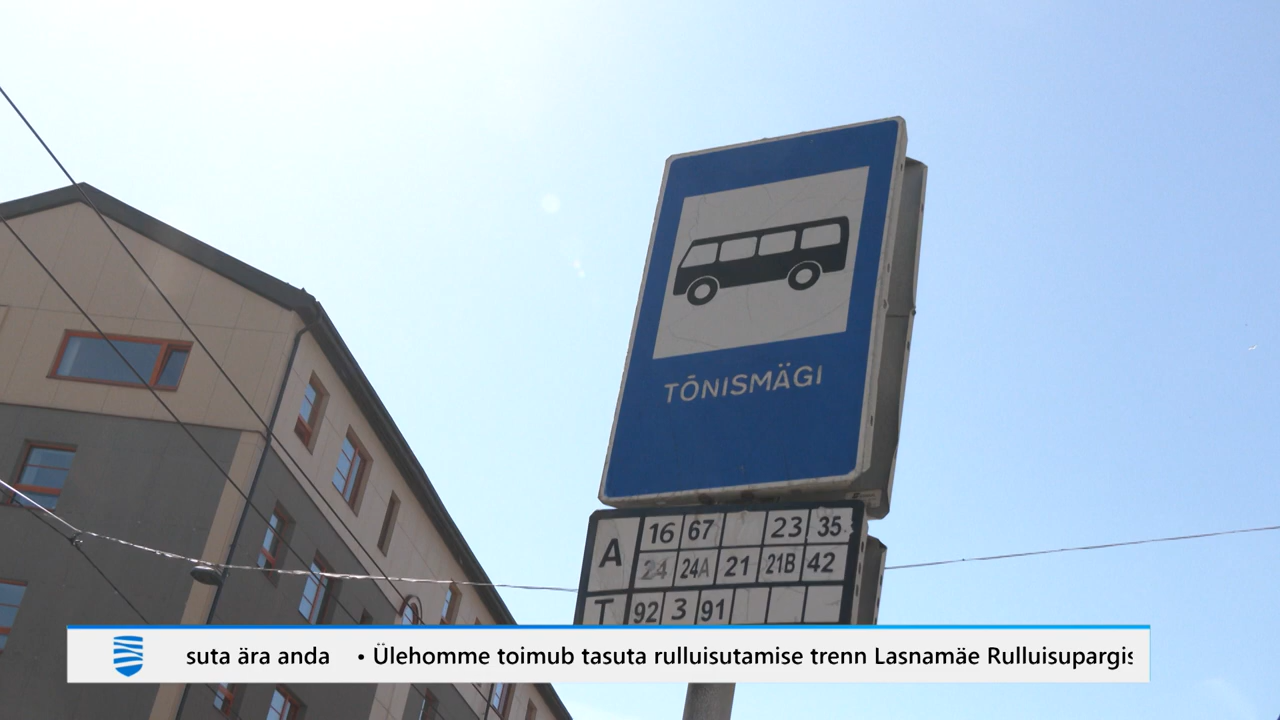 TÕNISMÄGI
A 16 67 23 35
24 24A 21 21B 42
T 92 3 91
suta ära anda • Ülehomme toimub tasuta rulluisutamise trenn Lasnamäe Rulluisupargis